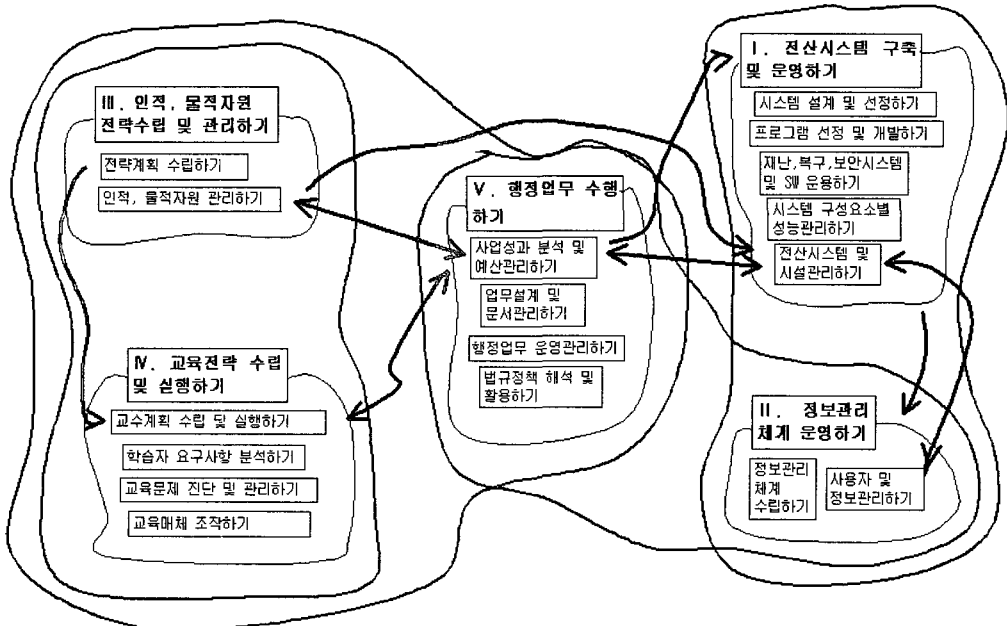 III. 인적, 물적자원
전략수립 및 관리하기
전략계획 수립하기
인적, 물적자원 관리하기
IV. 교육전략 수립
및 실행하기
교수계획 수립 및 실행하기
학습자 요구사항 분석하기
교육문제 진단 및 관리하기
교육매체 조작하기
V. 행정업무 수행
하기
사업성과 분석 및
예산관리하기
업무설계 및
문서관리하기
행정업무 운영관리하기
법규정책 해석 및
활용하기
I. 전산시스템 구축
및 운영하기
시스템 설계 및 선정하기
프로그램 선정 및 개발하기
재난,복구,보안시스템
및 SW 운용하기
시스템 구성요소별
성능관리하기
전산시스템 및
시설관리하기
II. 정보관리
체계 운영하기
정보관리
체계
수립하기
사용자 및
정보관리하기